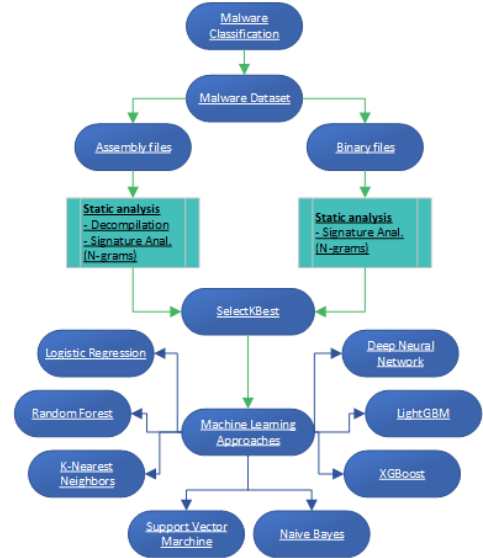 Malware
Classification
Malware Dataset
Assembly files
Binary files
Static analysis
- Decompilation
- Signature Anal.
(N-grams)
Static analysis
- Signature Anal.
(N-grams)
SelectKBest
Logistic Regression
Deep Neural
Network
Random Forest
Machine Learning
Approaches
LightGBM
K-Nearest
Neighbors
XGBoost
Support Vector
Marchine
Naive Bayes